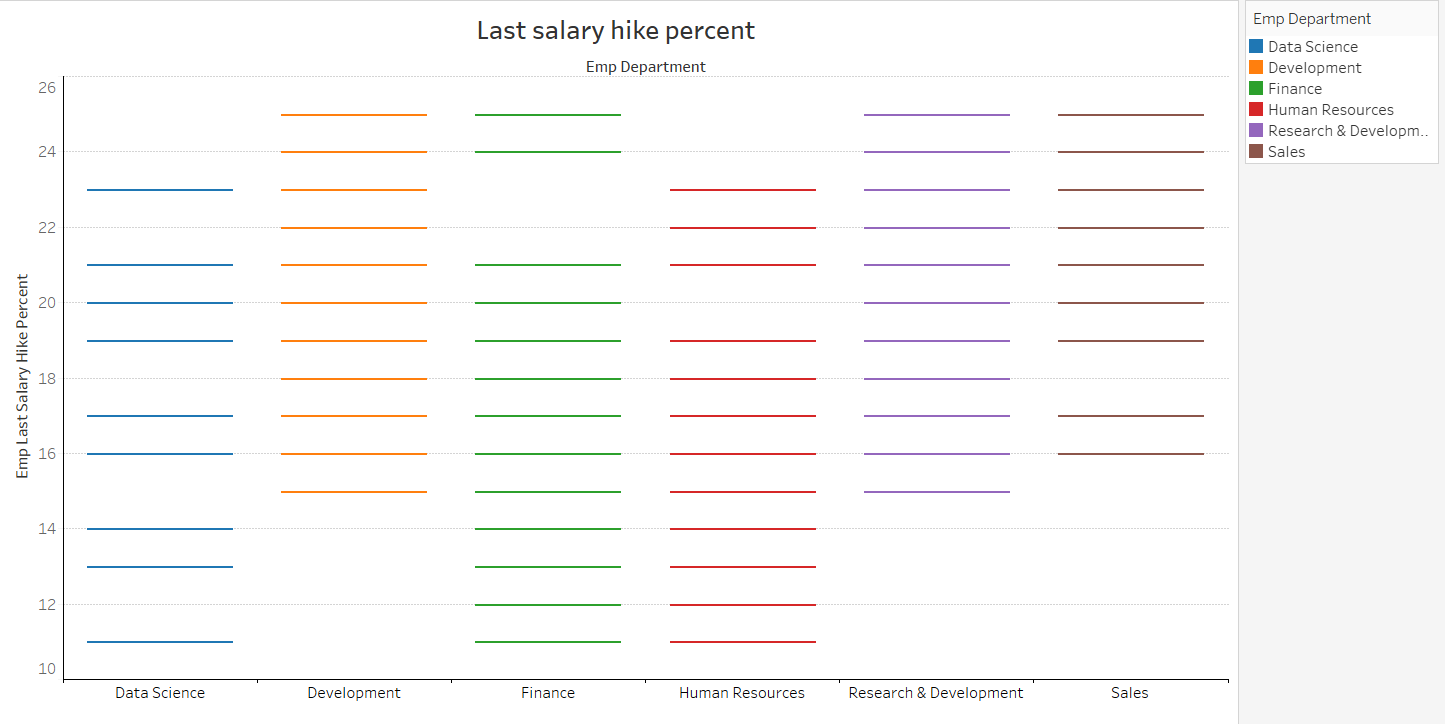 Last salary hike percent
Emp Department
Emp Last Salary Hike Percent
26
24
22
20
18
16
14
12
10
Data Science
Development
Finance
Human Resources
Research & Development
Sales
Emp Department
Data Science
Development
Finance
Human Resources
Research & Developm..
Sales